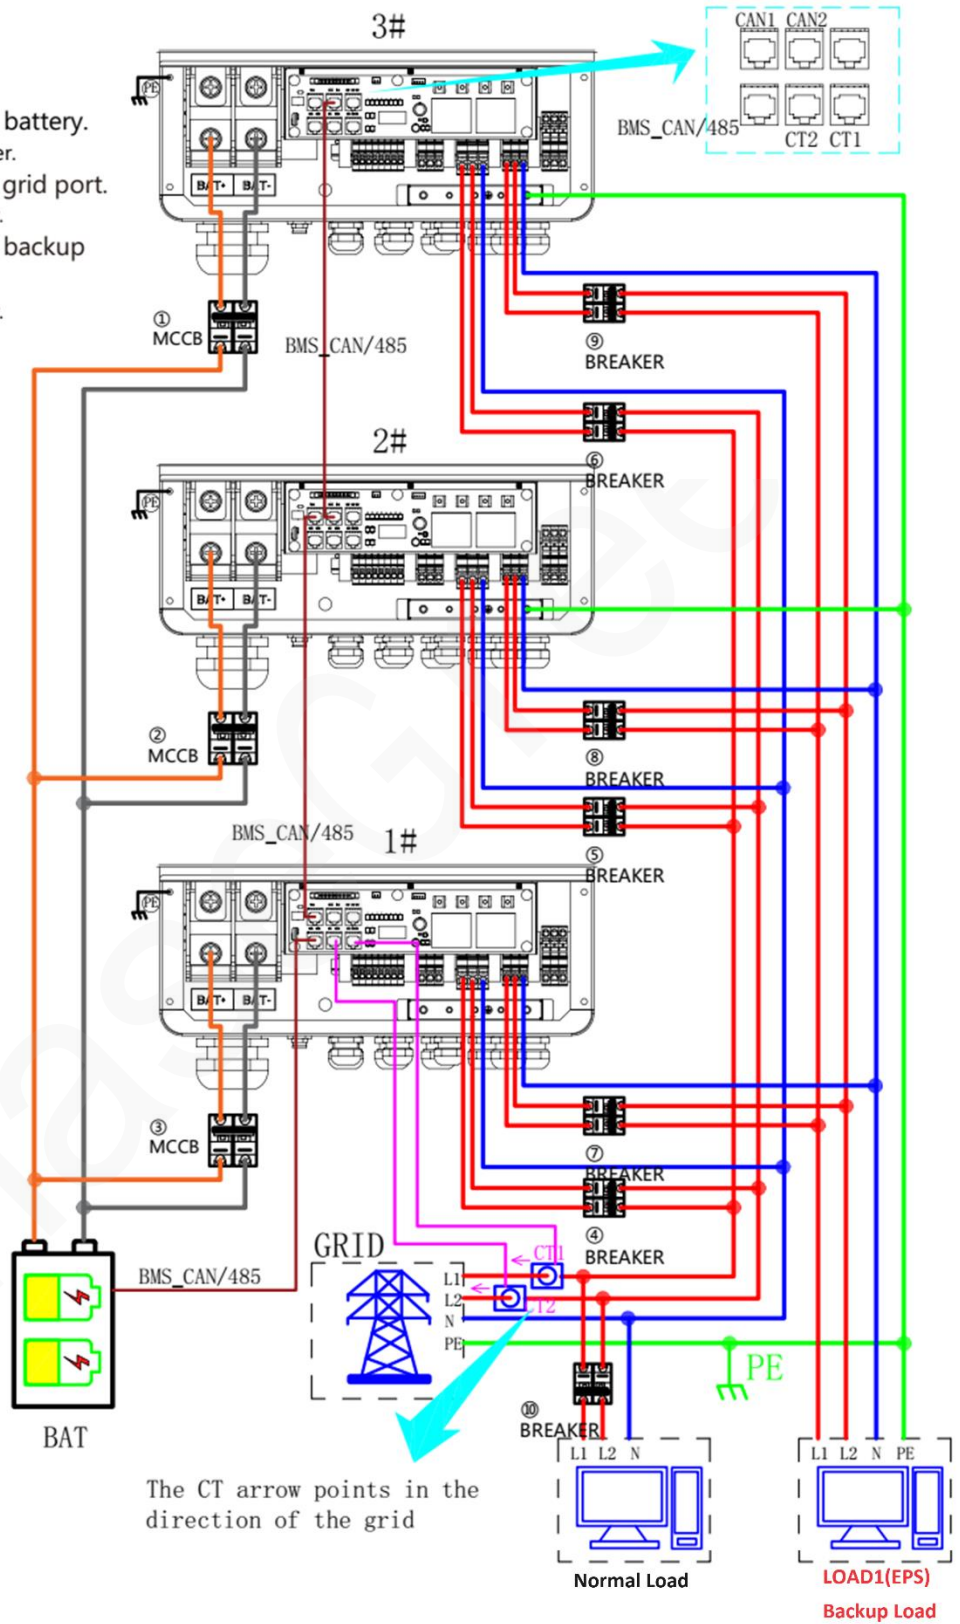 3#
CAN1 CAN2
PE
battery.
er.
grid port.
backup
BMS_CAN/485
CT2 CT1
BAT+ BAT-
①
MCCB
BMS_CAN/485
⑨
BREAKER
2#
⑥
BREAKER
PE
BAT+ BAT-
②
MCCB
⑧
BREAKER
BMS_CAN/485
1#
⑤
BREAKER
PE
BAT+ BAT-
③
MCCB
⑦
BREAKER
④
BREAKER
GRID
CT1
L1
BMS_CAN/485
L2
CT2
N
PE
PE
⑩
BREAKER
BAT
L1 L2 N
L1 L2 N PE
The CT arrow points in the
direction of the grid
Normal Load
LOAD1(EPS)
Backup Load